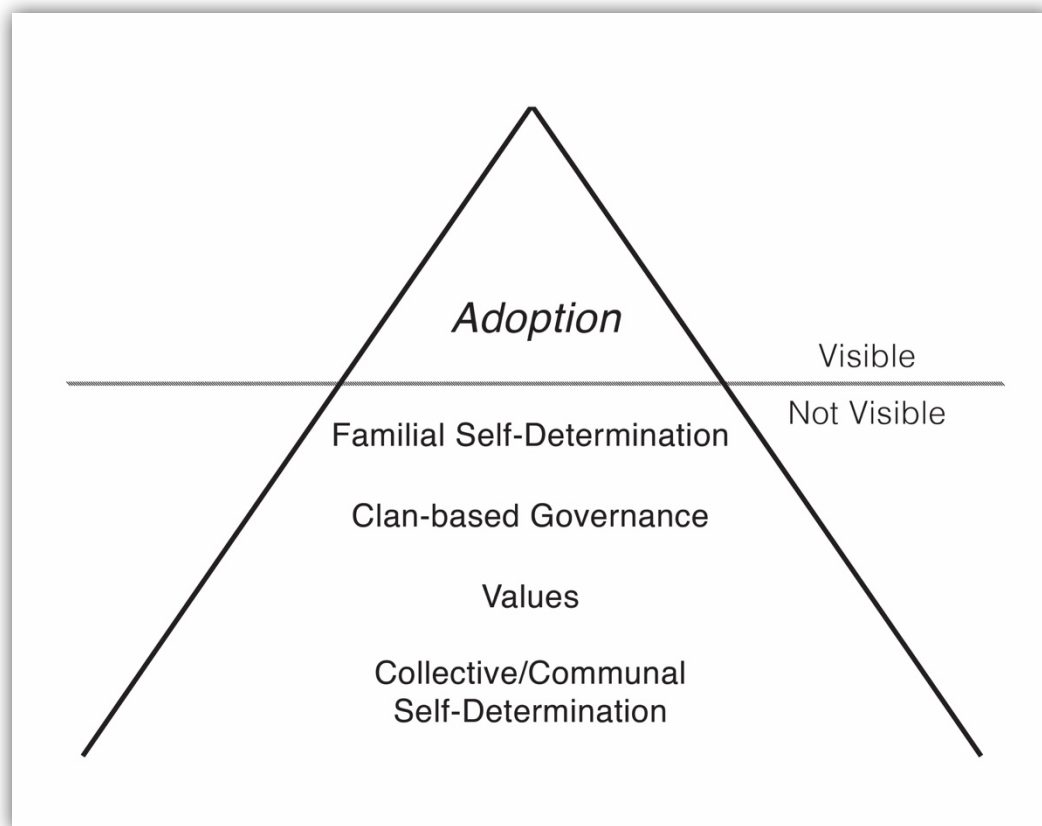 Adoption
Visible
Not Visible
Familial Self-Determination
Clan-based Governance
Values
Collective/Communal
Self-Determination